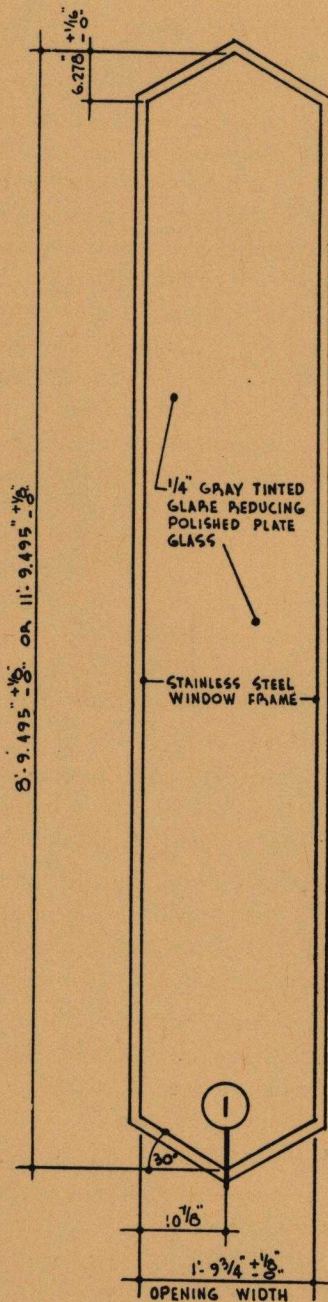 6.278" +1/16" -0"
8'-9.495" +1/8" -0" OR 11'-9.495" +1/8" -0"
1/4" GRAY TINTED
GLARE REDUCING
POLISHED PLATE
GLASS
STAINLESS STEEL
WINDOW FRAME
1
30°
10 7/8"
1'-9 3/4" +1/8" -0"
OPENING WIDTH